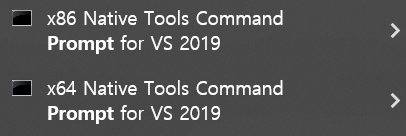 x86 Native Tools Command
Prompt for VS 2019
x64 Native Tools Command
Prompt for VS 2019